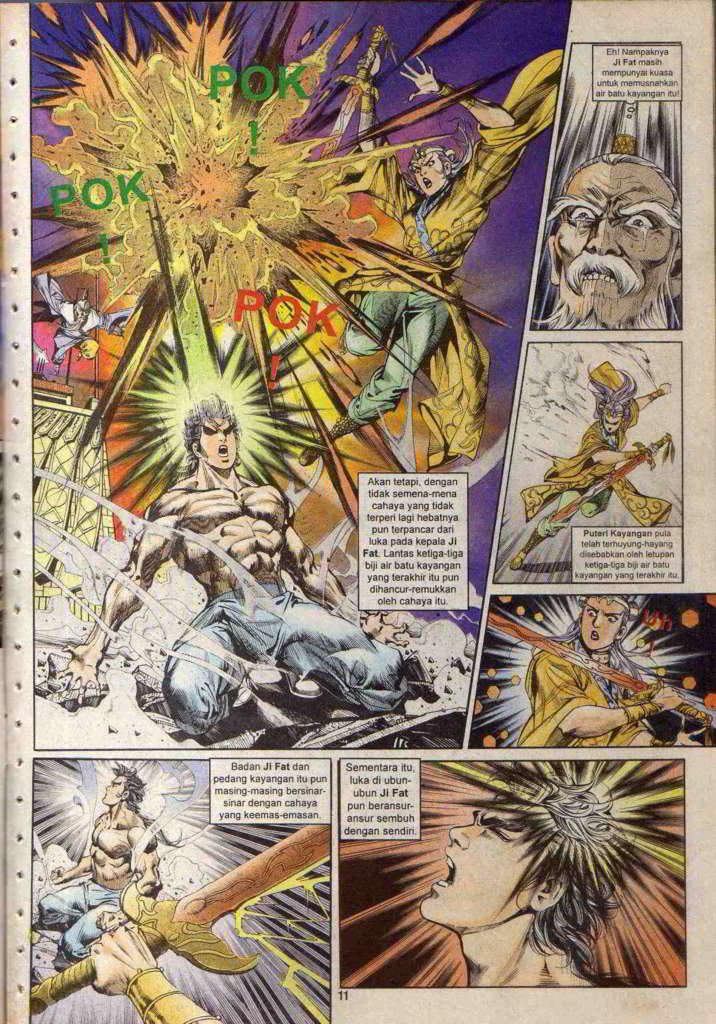 POK
!
POK
!
POK
!
Eh! Nampaknya
Ji Fat masih
mempunyai kuasa
untuk memusnahkan
air batu kayangan itu!
Akan tetapi, dengan
tidak semena-mena
cahaya yang tidak
terperi lagi hebatnya
pun terpancar dari
luka pada kepala Ji
Fat. Lantas ketiga-tiga
biji air batu kayangan
yang terakhir itu pun
dihancur-remukkan
oleh cahaya itu.
Puteri Kayangan pula
telah terhuyung-hayang
disebabkan oleh letupan
ketiga-tiga biji air batu
kayangan yang terakhir itu.
UH
!
Badan Ji Fat dan
pedang kayangan itu pun
masing-masing bersinar-
sinar dengan cahaya
yang keemas-emasan.
Sementara itu,
luka di ubun-
ubun Ji Fat
pun beransur-
ansur sembuh
dengan sendiri.
11